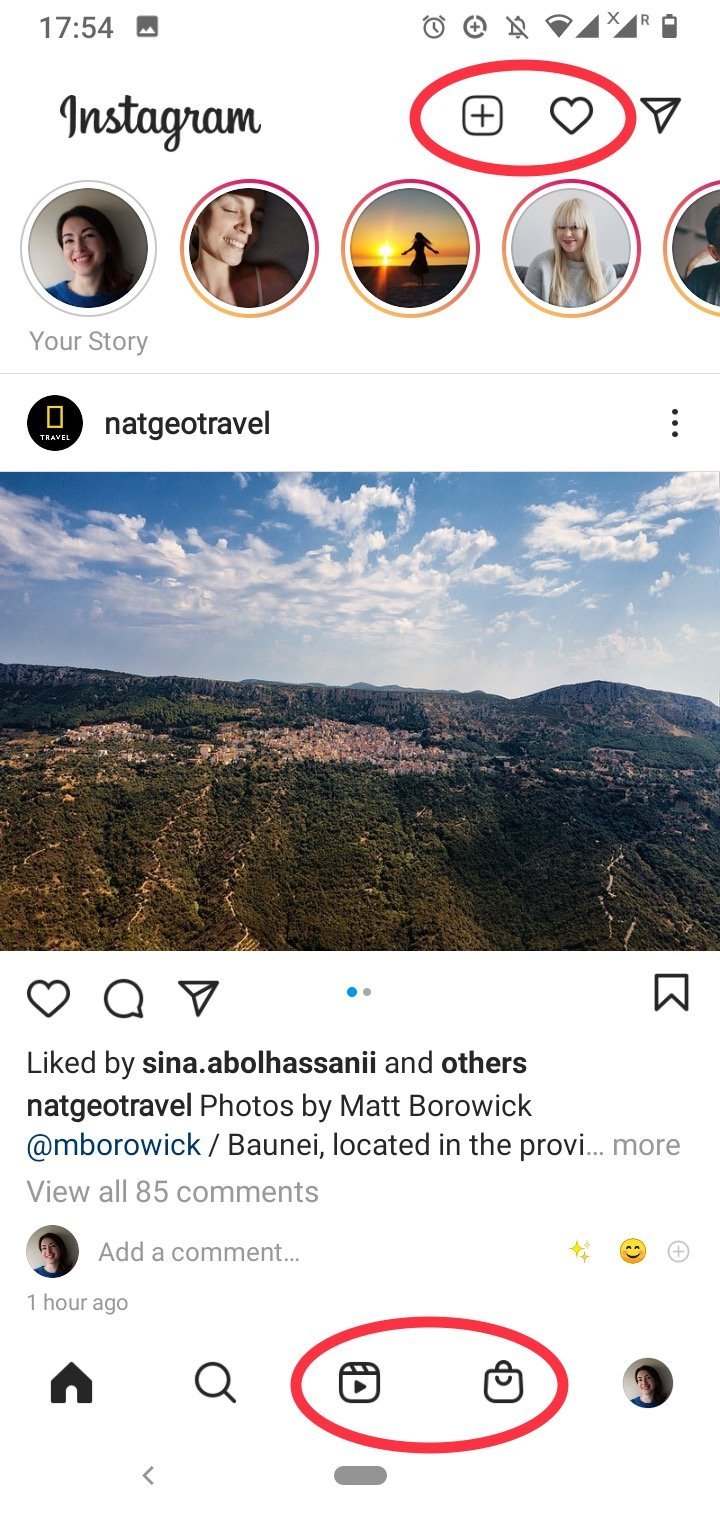 17:54
X R
Instagram
Your Story
TRAVEL
natgeotravel
Liked by sina.abolhassanii and others
natgeotravel Photos by Matt Borowick
@mborowick / Baunei, located in the provi... more
View all 85 comments
Add a comment...
1 hour ago